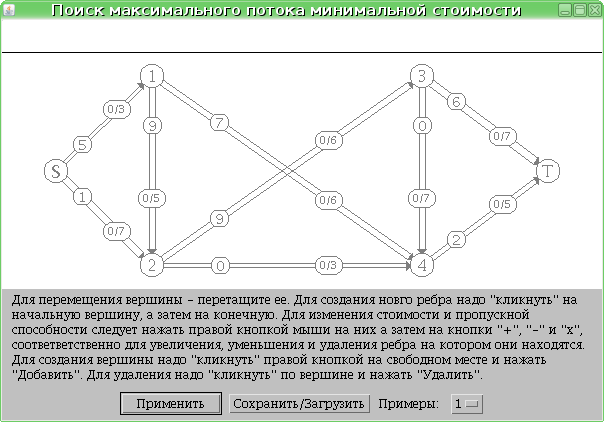 Поиск максимального потока минимальной стоимости
1
3
0/3
9
7
6
5
0
0/7
0/6
S
T
1
0/5
0/6
0/7
0/5
0/7
9
2
2
0
0/3
4
Для перемещения вершины – перетащите ее. Для создания новго ребра надо "кликнуть" на
начальную вершину, а затем на конечную. Для изменения стоимости и пропускной
способности следует нажать правой кнопкой мыши на них а затем на кнопки "+", "-" и "x",
соответственно для увеличения, уменьшения и удаления ребра на котором они находятся.
Для создания вершины надо "кликнуть" правой кнопкой на свободном месте и нажать
"Добавить". Для удаления надо "кликнуть" по вершине и нажать "Удалить".
Применить Сохранить/Загрузить Примеры: 1